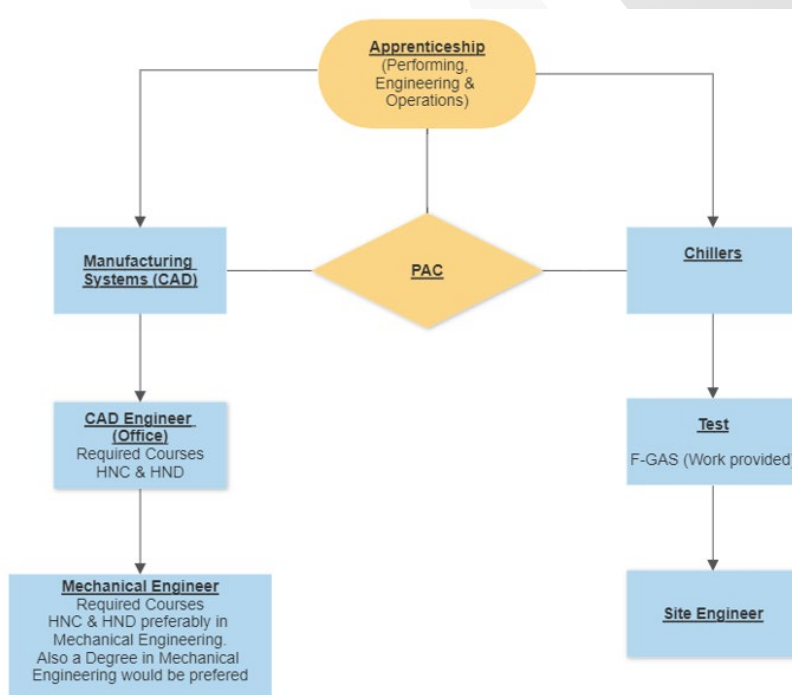 Apprenticeship
(Performing,
Engineering &
Operations)
Manufacturing
Systems (CAD)
PAC
Chillers
CAD Engineer
(Office)
Required Courses
HNC & HND
Test
F-GAS (Work provided)
Mechanical Engineer
Required Courses
HNC & HND preferably in
Mechanical Engineering.
Also a Degree in Mechanical
Engineering would be prefered
Site Engineer